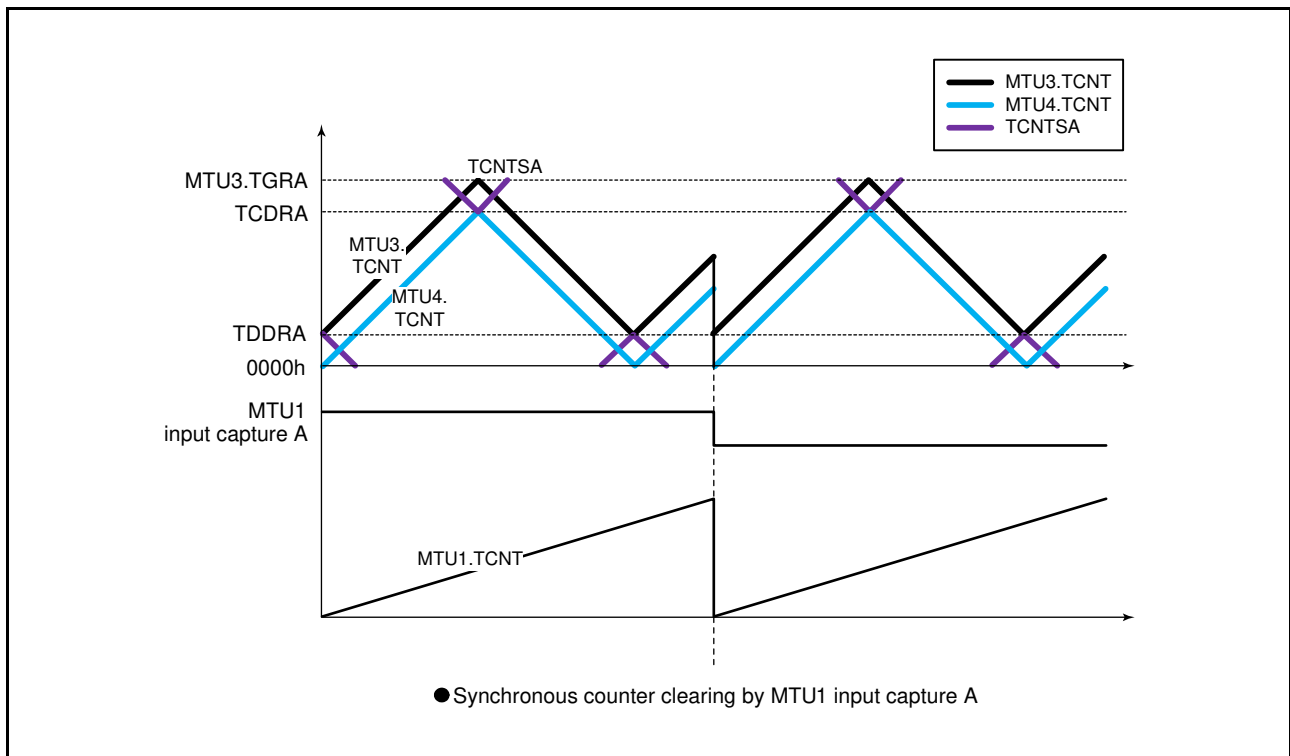 MTU3.TCNT
MTU4.TCNT
TCNTSA
TCNTSA
MTU3.TGRA
TCDRA
MTU3.
TCNT
MTU4.
TCNT
TDDRA
0000h
MTU1
input capture A
MTU1.TCNT
●Synchronous counter clearing by MTU1 input capture A